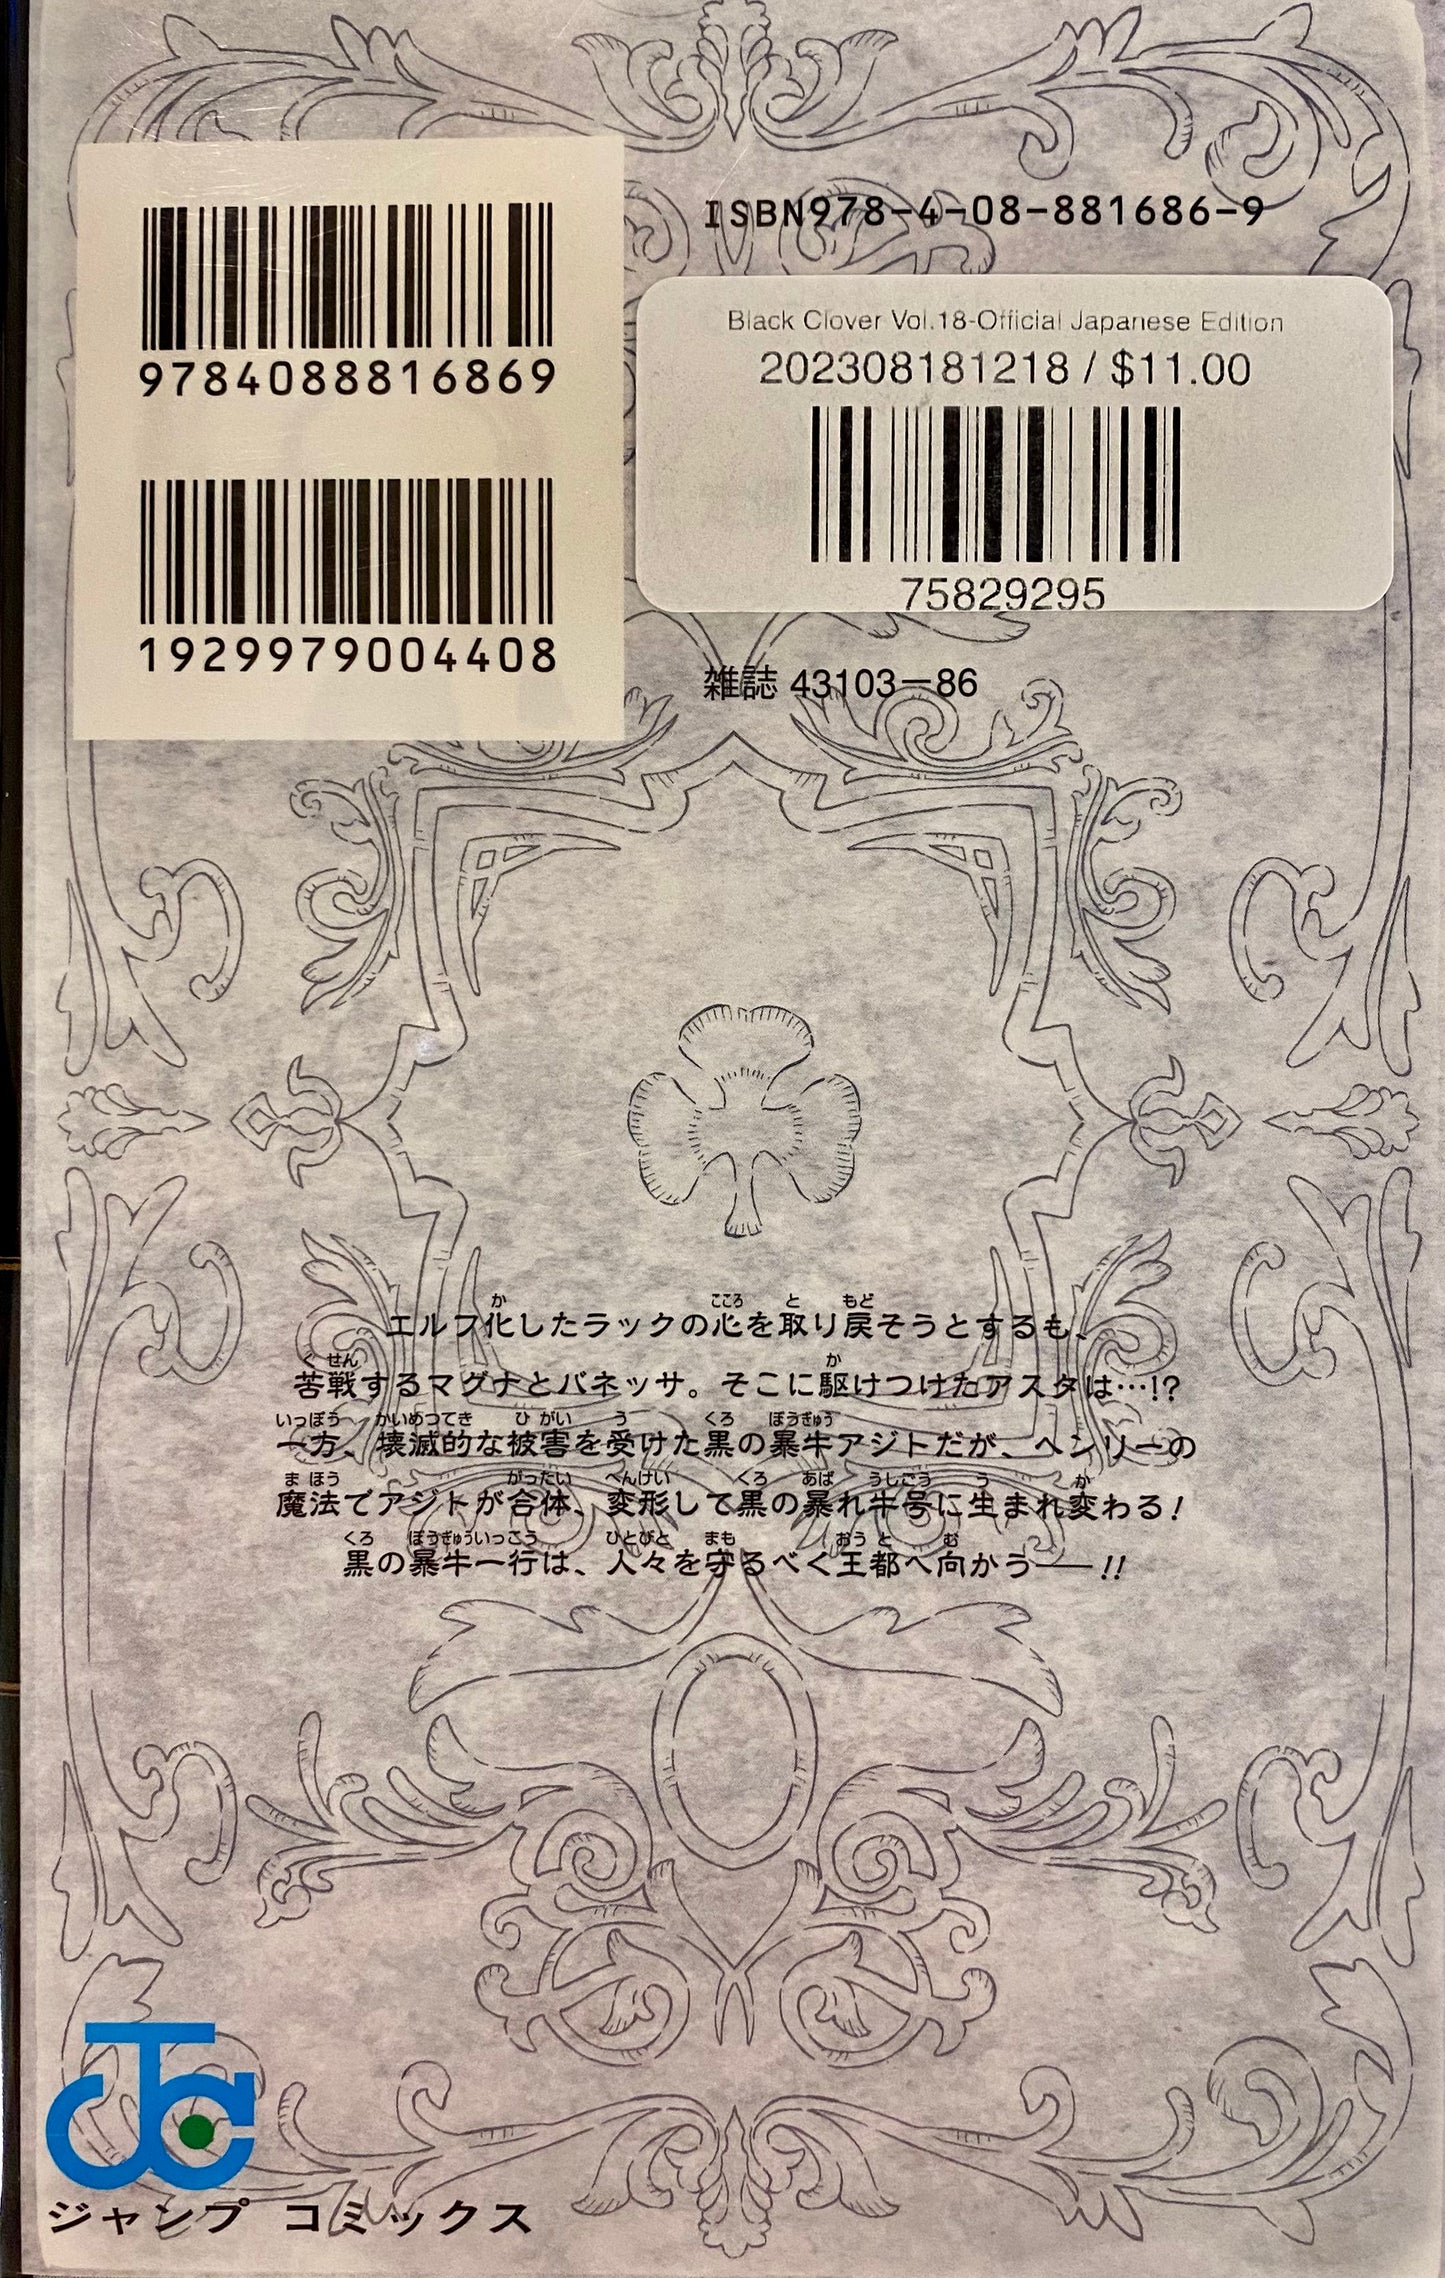 9784088816869
1929979004408
ISBN978-4-08-881686-9
Black Clover Vol.18-Official Japanese Edition
202308181218 / $11.00
75829295
雑誌 43103-86
エルフ化したラックの心を取り戻そうとするも、
苦戦するマグナとバネッサ。そこに駆けつけたアスタは…!?
一方、壊滅的な被害を受けた黒の暴牛アジトだが、ヘンリーの
魔法でアジトが合体、変形して黒の暴れ牛号に生まれ変わる!
黒の暴牛一行は、人々を守るべく王都へ向かう――!!
JC
ジャンプ コミックス